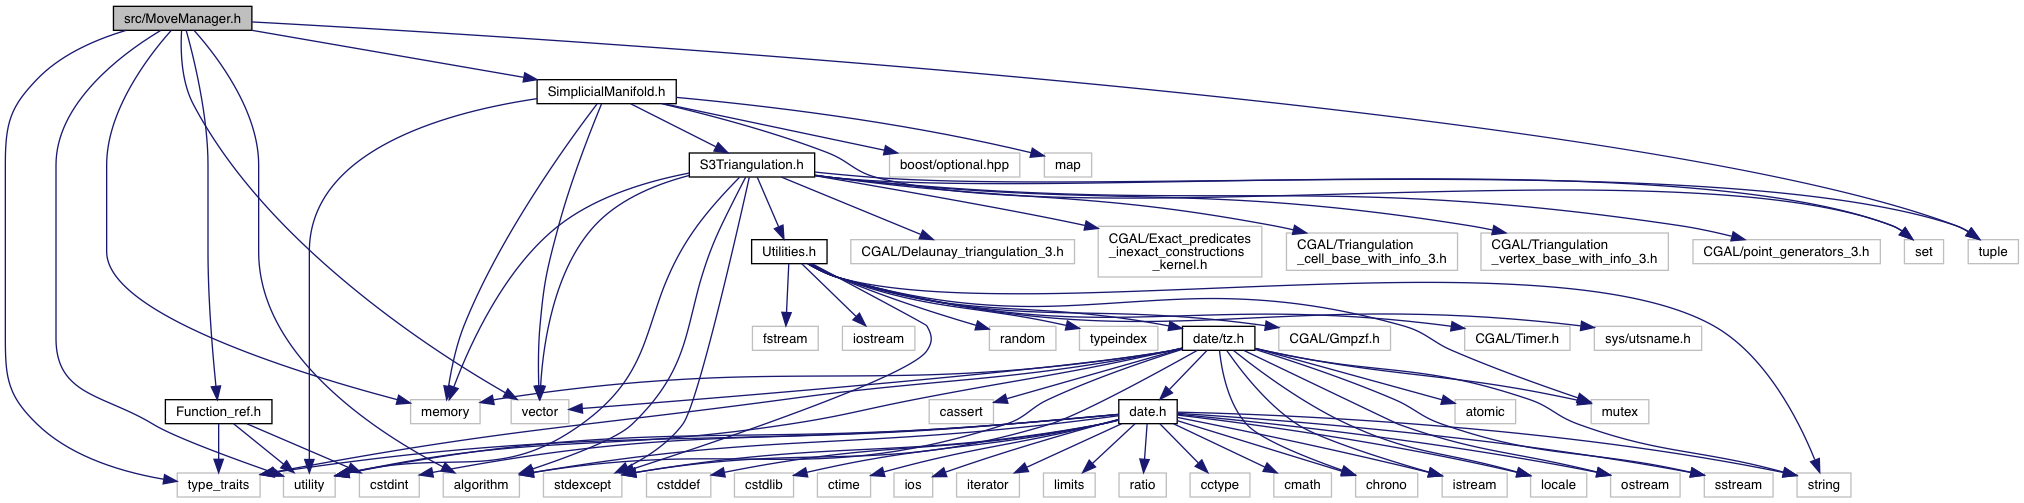 src/MoveManager.h
SimplicialManifold.h
S3Triangulation.h
boost/optional.hpp
map
Utilities.h
CGAL/Delaunay_triangulation_3.h
CGAL/Exact_predicates
_inexact_constructions
_kernel.h
CGAL/Triangulation
_cell_base_with_info_3.h
CGAL/Triangulation
_vertex_base_with_info_3.h
CGAL/point_generators_3.h
set
tuple
fstream
iostream
random
typeindex
date/tz.h
CGAL/Gmpzf.h
CGAL/Timer.h
sys/utsname.h
Function_ref.h
memory
vector
cassert
date.h
atomic
mutex
type_traits
utility
cstdint
algorithm
stdexcept
cstddef
cstdlib
ctime
ios
iterator
limits
ratio
cctype
cmath
chrono
istream
locale
ostream
sstream
string